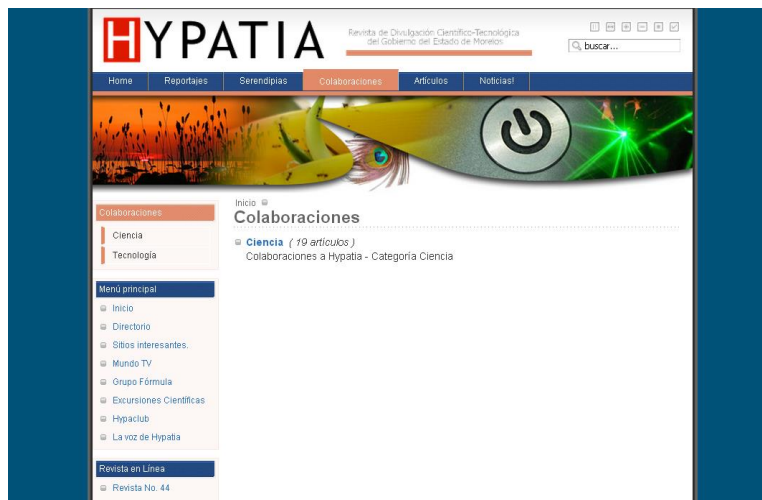 HYPATIA
Revista de Divulgación Científico-Tecnológica
del Gobierno del Estado de Morelos
buscar...
Home
Reportajes
Serendipias
Colaboraciones
Artículos
Noticias!
Colaboraciones
Ciencia
Tecnología
Menú principal
Inicio
Directorio
Sitios interesantes.
Mundo TV
Grupo Fórmula
Excursiones Científicas
Hypaclub
La voz de Hypatia
Revista en Línea
Revista No. 44
Inicio
Colaboraciones
Ciencia ( 19 artículos )
Colaboraciones a Hypatia - Categoría Ciencia